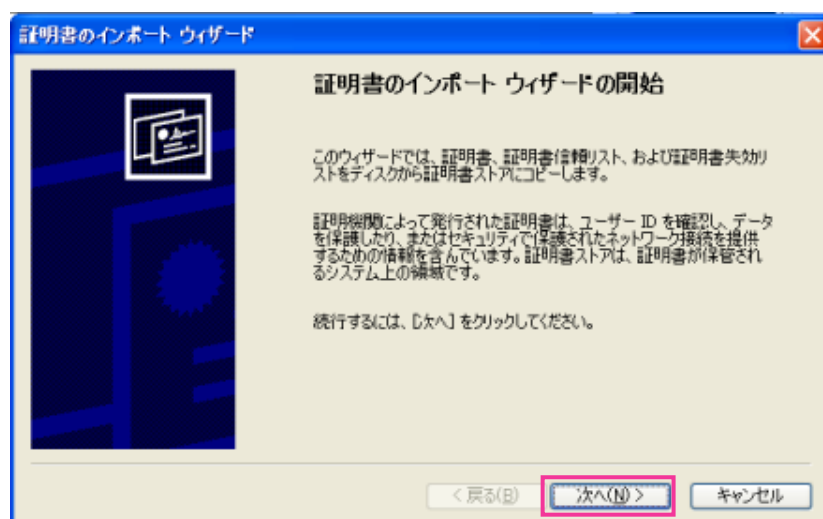 証明書のインポート ウィザード
証明書のインポート ウィザードの開始
このウィザードでは、証明書、証明書信頼リスト、および証明書失効リ
ストをディスクから証明書ストアにコピーします。
証明機関によって発行された証明書は、ユーザー ID を確認し、データ
を保護したり、またはセキュリティで保護されたネットワーク接続を提供
するための情報を含んでいます。証明書ストアは、証明書が保管され
るシステム上の領域です。
続行するには、[次へ] をクリックしてください。
< 戻る(B)
次へ(N) >
キャンセル